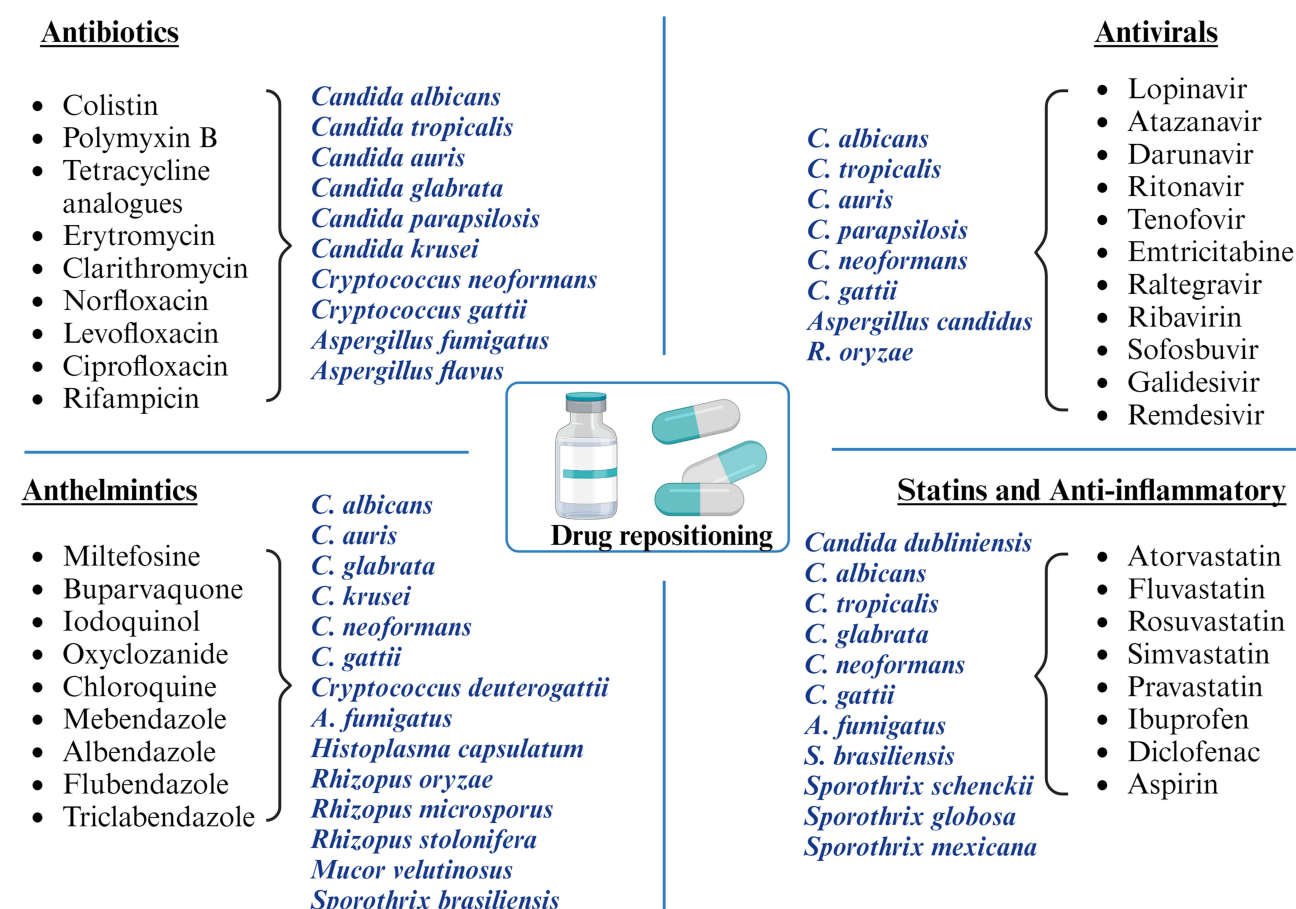 Antibiotics
Colistin
Polymyxin B
Tetracycline
analogues
Erytromycin
Clarithromycin
Norfloxacin
Levofloxacin
Ciprofloxacin
Rifampicin
Candida albicans
Candida tropicalis
Candida auris
Candida glabrata
Candida parapsilosis
Candida krusei
Cryptococcus neoformans
Cryptococcus gattii
Aspergillus fumigatus
Aspergillus flavus
Antivirals
C. albicans
C. tropicalis
C. auris
C. parapsilosis
C. neoformans
C. gattii
Aspergillus candidus
R. oryzae
Lopinavir
Atazanavir
Darunavir
Ritonavir
Tenofovir
Emtricitabine
Raltegravir
Ribavirin
Sofosbuvir
Galidesivir
Remdesivir
Drug repositioning
Anthelmintics
Miltefosine
Buparvaquone
Iodoquinol
Oxyclozanide
Chloroquine
Mebendazole
Albendazole
Flubendazole
Triclabendazole
C. albicans
C. auris
C. glabrata
C. krusei
C. neoformans
C. gattii
Cryptococcus deuterogattii
A. fumigatus
Histoplasma capsulatum
Rhizopus oryzae
Rhizopus microsporus
Rhizopus stolonifera
Mucor velutinosus
Sporothrix brasiliensis
Statins and Anti-inflammatory
Candida dubliniensis
C. albicans
C. tropicalis
C. glabrata
C. neoformans
C. gattii
A. fumigatus
S. brasiliensis
Sporothrix schenckii
Sporothrix globosa
Sporothrix mexicana
Atorvastatin
Fluvastatin
Rosuvastatin
Simvastatin
Pravastatin
Ibuprofen
Diclofenac
Aspirin